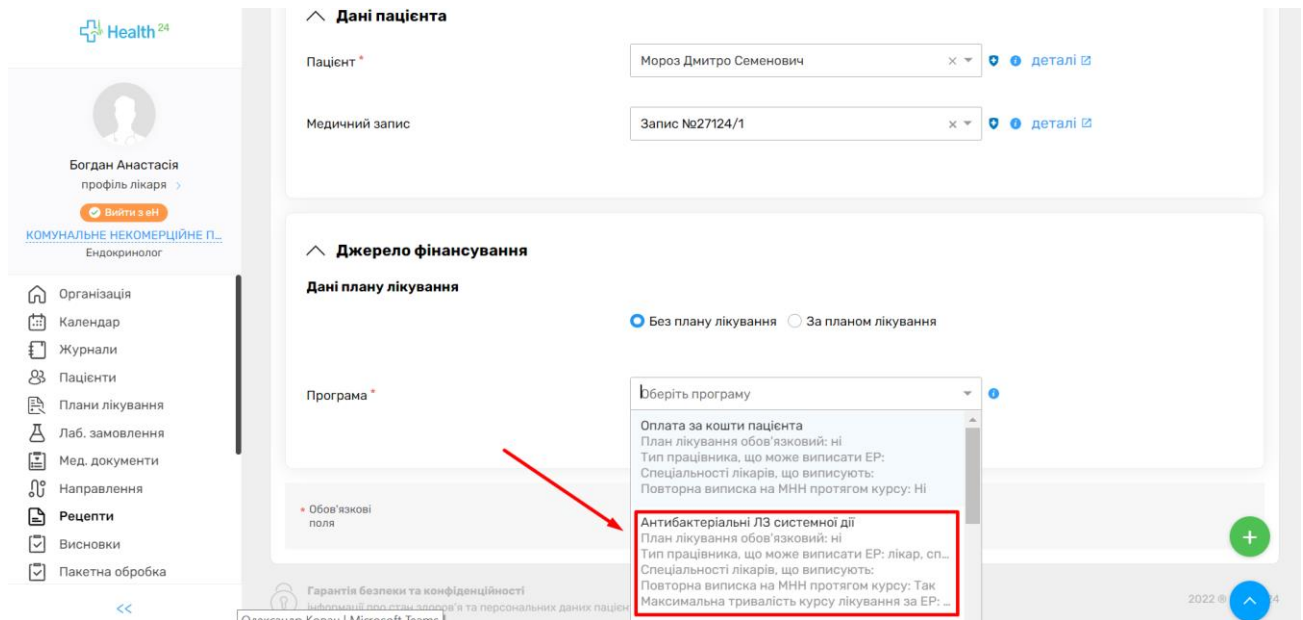 Health 24
Богдан Анастасія
профіль лікаря >
Вийти з еН
КОМУНАЛЬНЕ НЕКОМЕРЦІЙНЕ П...
Ендокринолог
Організація
Календар
Журнали
Пацієнти
Плани лікування
Лаб. замовлення
Мед. документи
Направлення
Рецепти
Висновки
Пакетна обробка
<<
Дані пацієнта
Пацієнт *
Мороз Дмитро Семенович
деталі
Медичний запис
Запис №27124/1
деталі
Джерело фінансування
Дані плану лікування
Без плану лікування
За планом лікування
Програма *
Оберіть програму
Оплата за кошти пацієнта
План лікування обов'язковий: ні
Тип працівника, що може виписати ЕР:
Спеціальності лікарів, що виписують:
Повторна виписка на МНН протягом курсу: Ні
Антибактеріальні ЛЗ системної дії
План лікування обов'язковий: ні
Тип працівника, що може виписати ЕР: лікар, сп...
Спеціальності лікарів, що виписують:
Повторна виписка на МНН протягом курсу: Так
Максимальна тривалість курсу лікування за ЕР: ...
* Обов'язкові
поля
Гарантія безпеки та конфіденційності
інформації про стан здоров'я та персональних даних пацієн
2022 ®
4
| Microsoft Teams